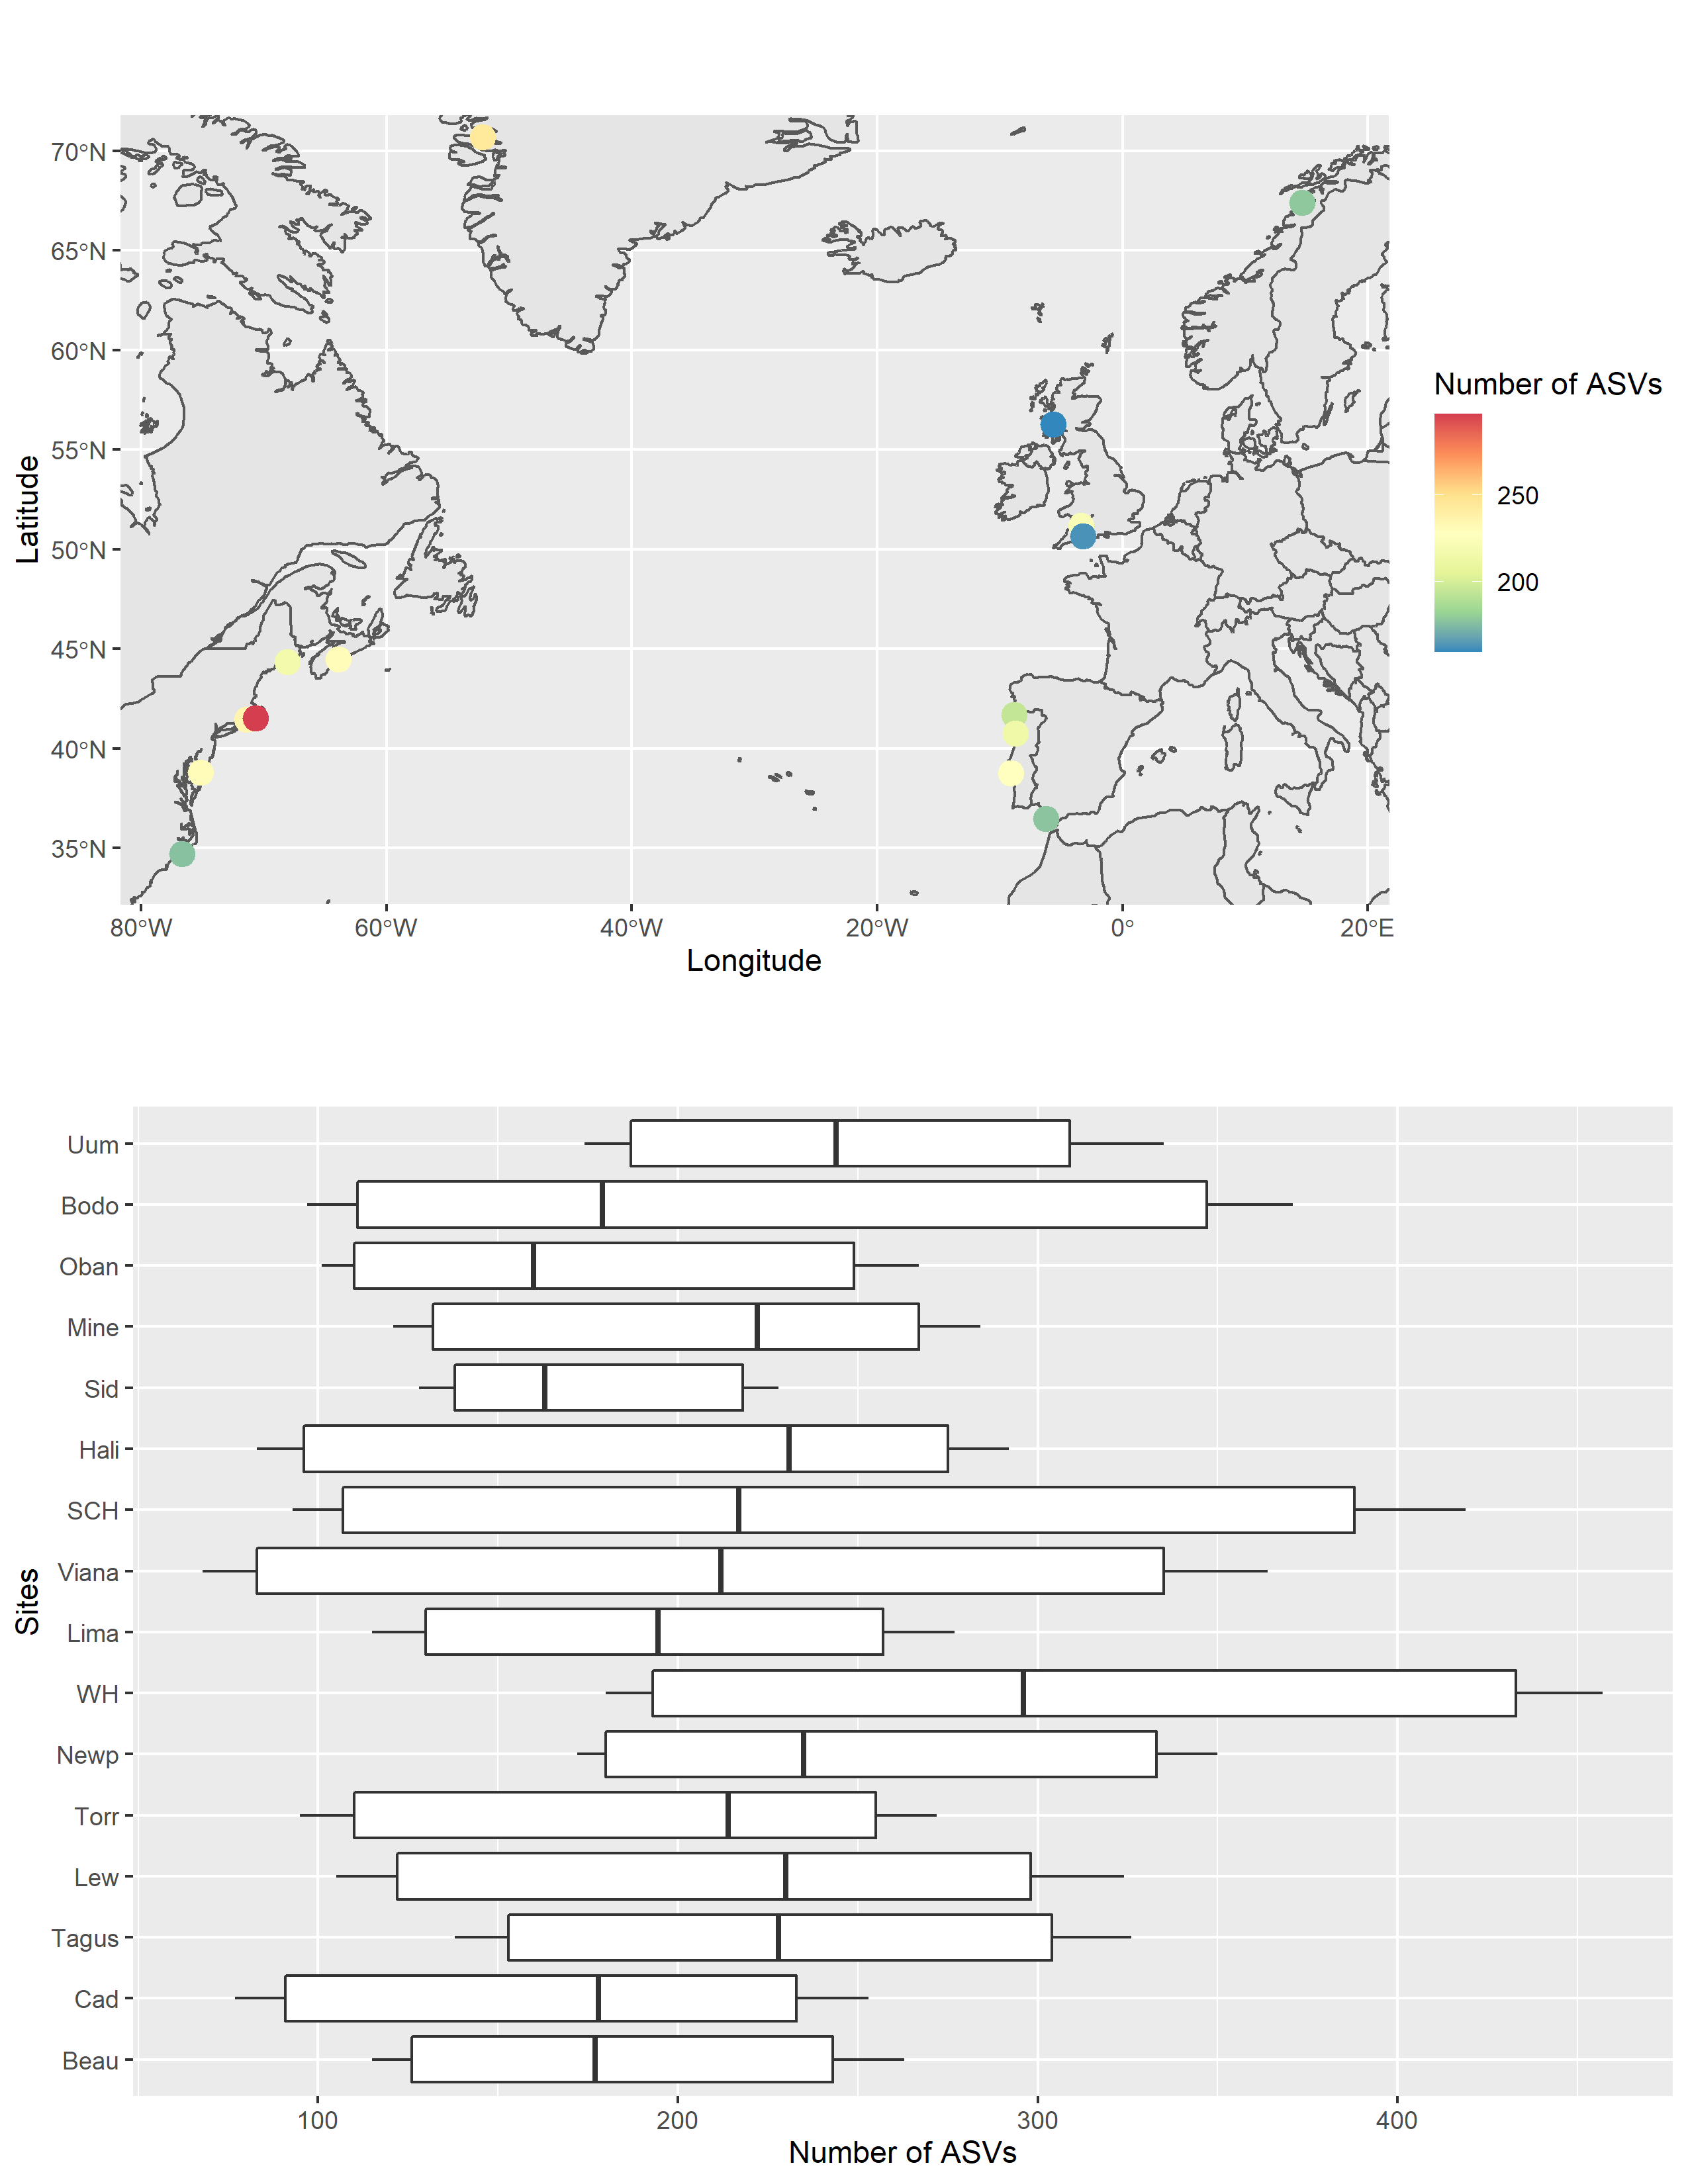 70°N
65°N
60°N
55°N
50°N
45°N
40°N
35°N
Latitude
80°W 60°W 40°W 20°W 0° 20°E
Longitude
Number of ASVs
250
200
Uum
Bodo
Oban
Mine
Sid
Hali
SCH
Viana
Lima
WH
Newp
Torr
Lew
Tagus
Cad
Beau
Sites
100 200 300 400
Number of ASVs